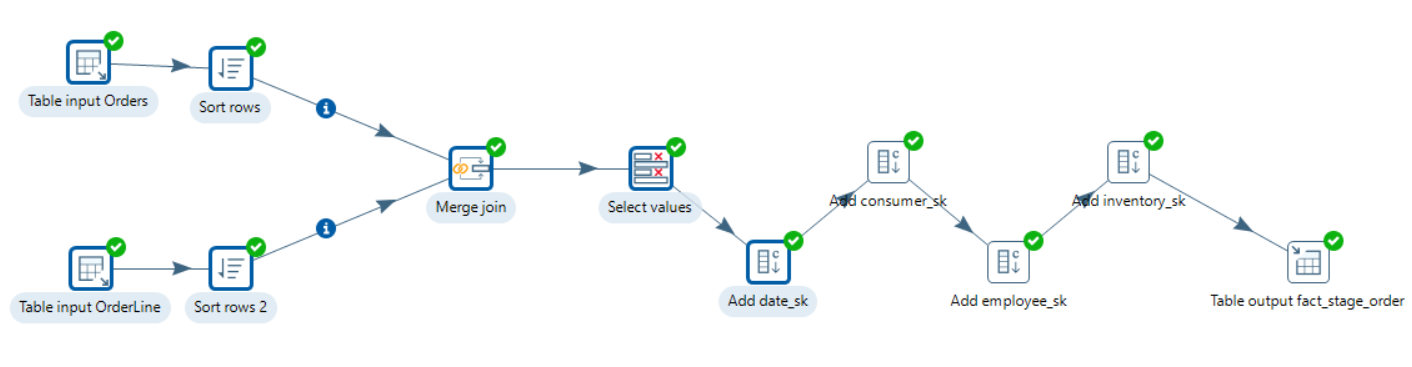 Table input Orders
Sort rows
Merge join
Select values
Add consumer_sk
Add inventory_sk
Table input OrderLine
Sort rows 2
Add date_sk
Add employee_sk
Table output fact_stage_order